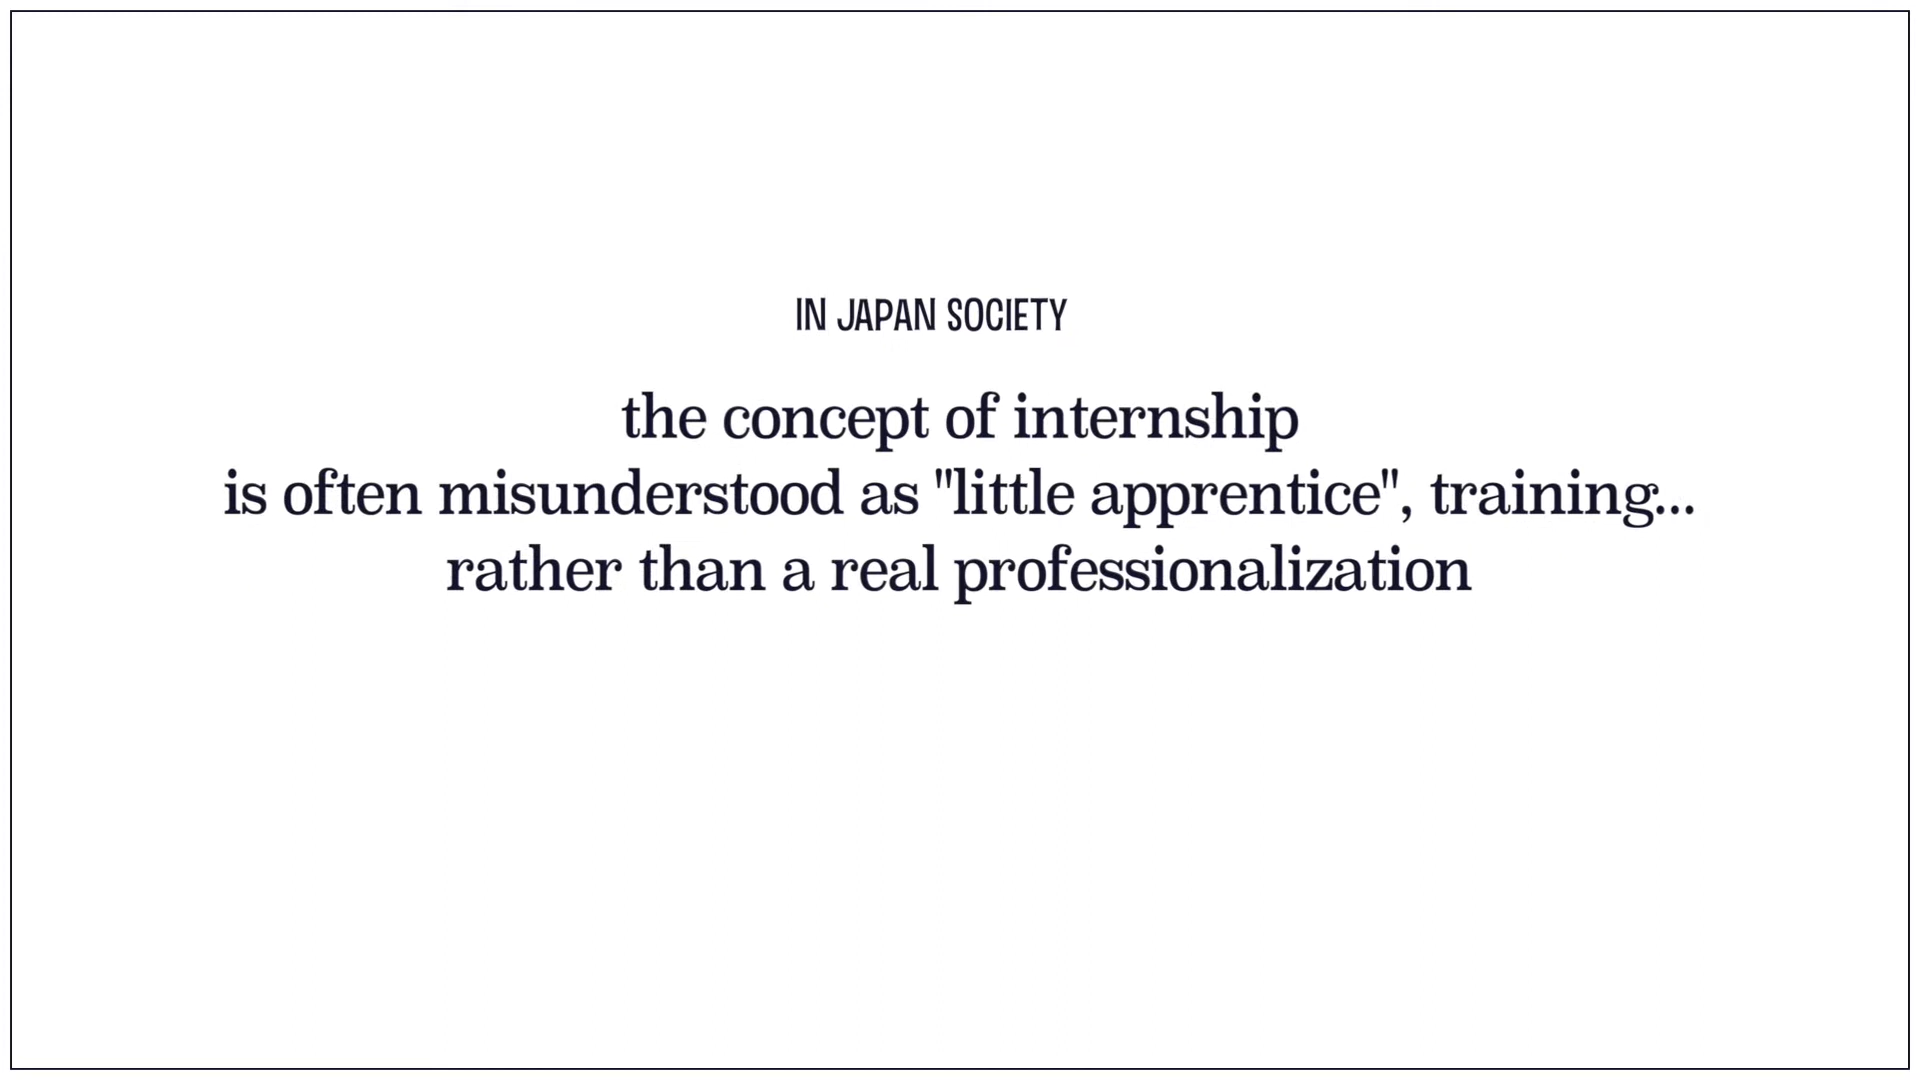 IN JAPAN SOCIETY
the concept of internship
is often misunderstood as "little apprentice", training...
rather than a real professionalization